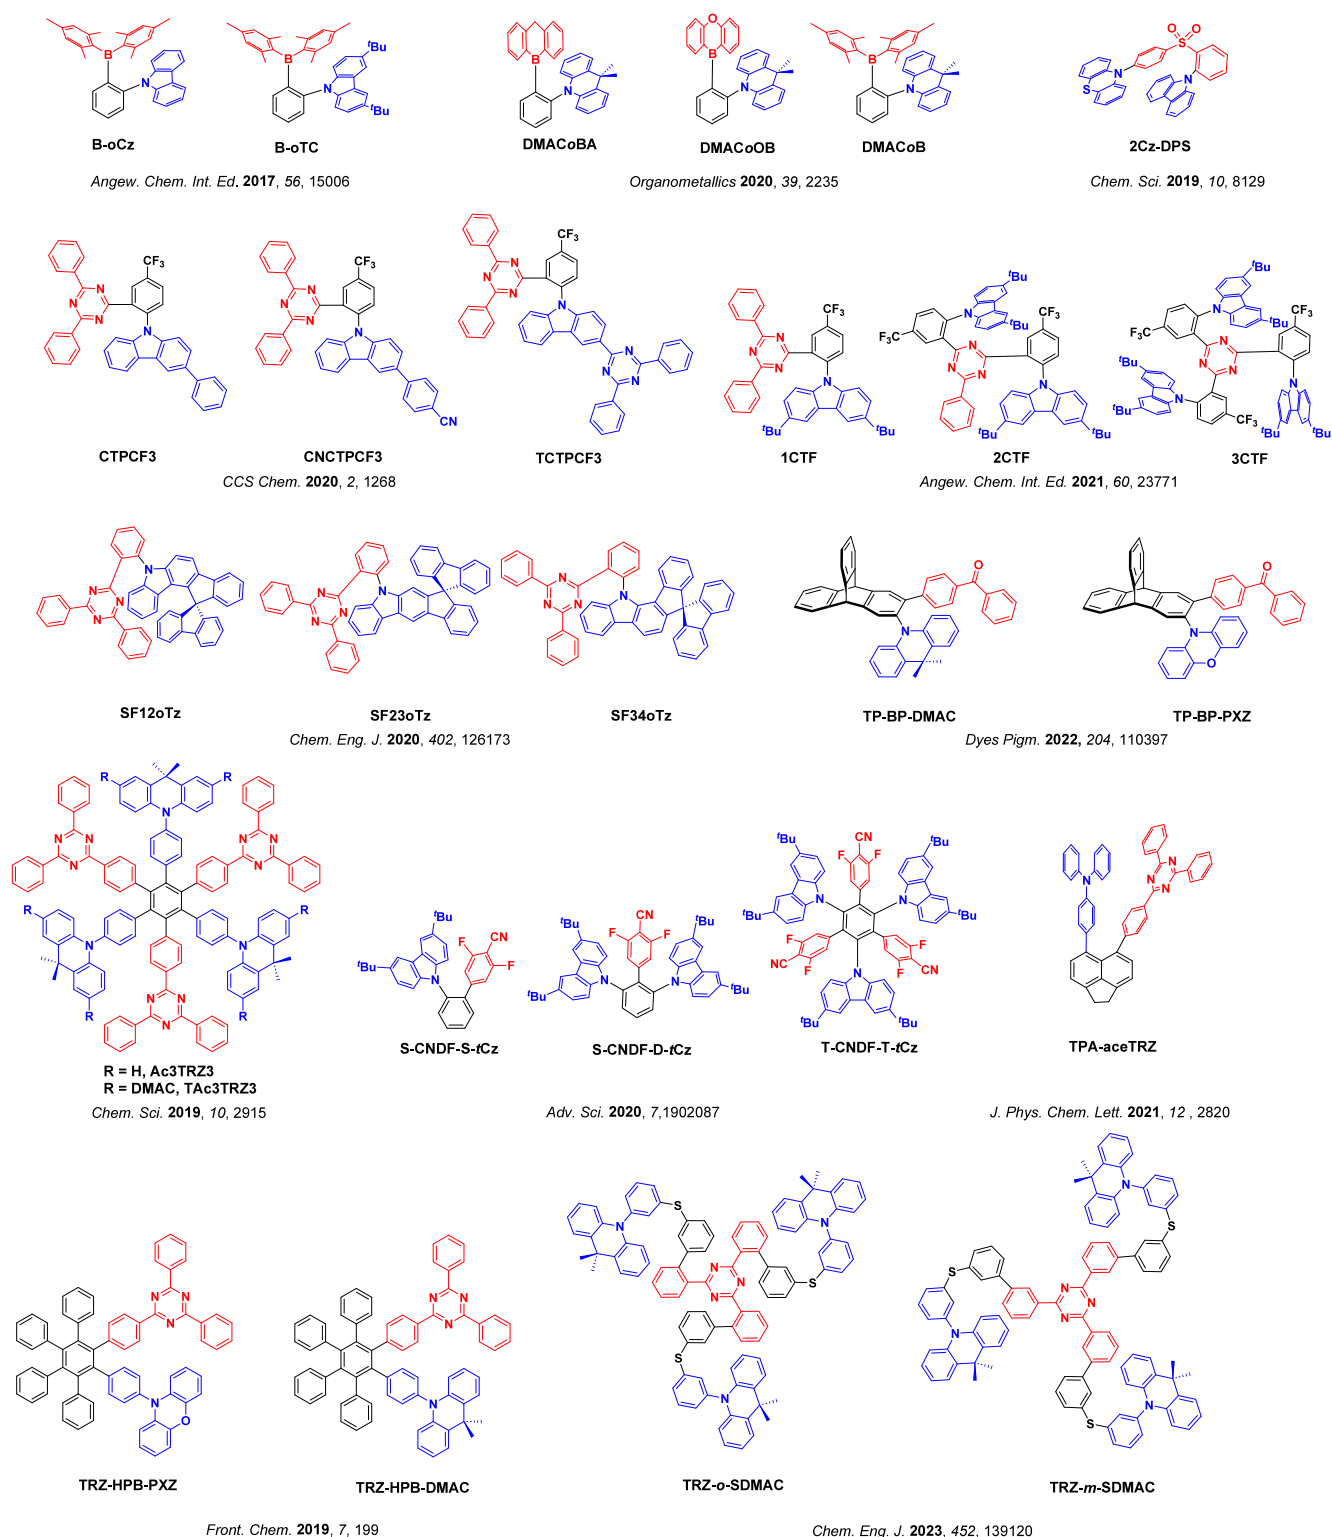 B-oCz
B-oTC
DMACoBA
DMACoOB
DMACoB
2Cz-DPS
Angew. Chem. Int. Ed. 2017, 56, 15006
Organometallics 2020, 39, 2235
Chem. Sci. 2019, 10, 8129
CTPCF3
CNCTPCF3
TCTPCF3
1CTF
2CTF
3CTF
CCS Chem. 2020, 2, 1268
Angew. Chem. Int. Ed. 2021, 60, 23771
SF12oTz
SF23oTz
SF34oTz
TP-BP-DMAC
TP-BP-PXZ
Chem. Eng. J. 2020, 402, 126173
Dyes Pigm. 2022, 204, 110397
R = H, Ac3TRZ3
R = DMAC, TAc3TRZ3
S-CNDF-S-tCz
S-CNDF-D-tCz
T-CNDF-T-tCz
TPA-aceTRZ
Chem. Sci. 2019, 10, 2915
Adv. Sci. 2020, 7,1902087
J. Phys. Chem. Lett. 2021, 12 , 2820
TRZ-HPB-PXZ
TRZ-HPB-DMAC
TRZ-o-SDMAC
TRZ-m-SDMAC
Front. Chem. 2019, 7, 199
Chem. Eng. J. 2023, 452, 139120